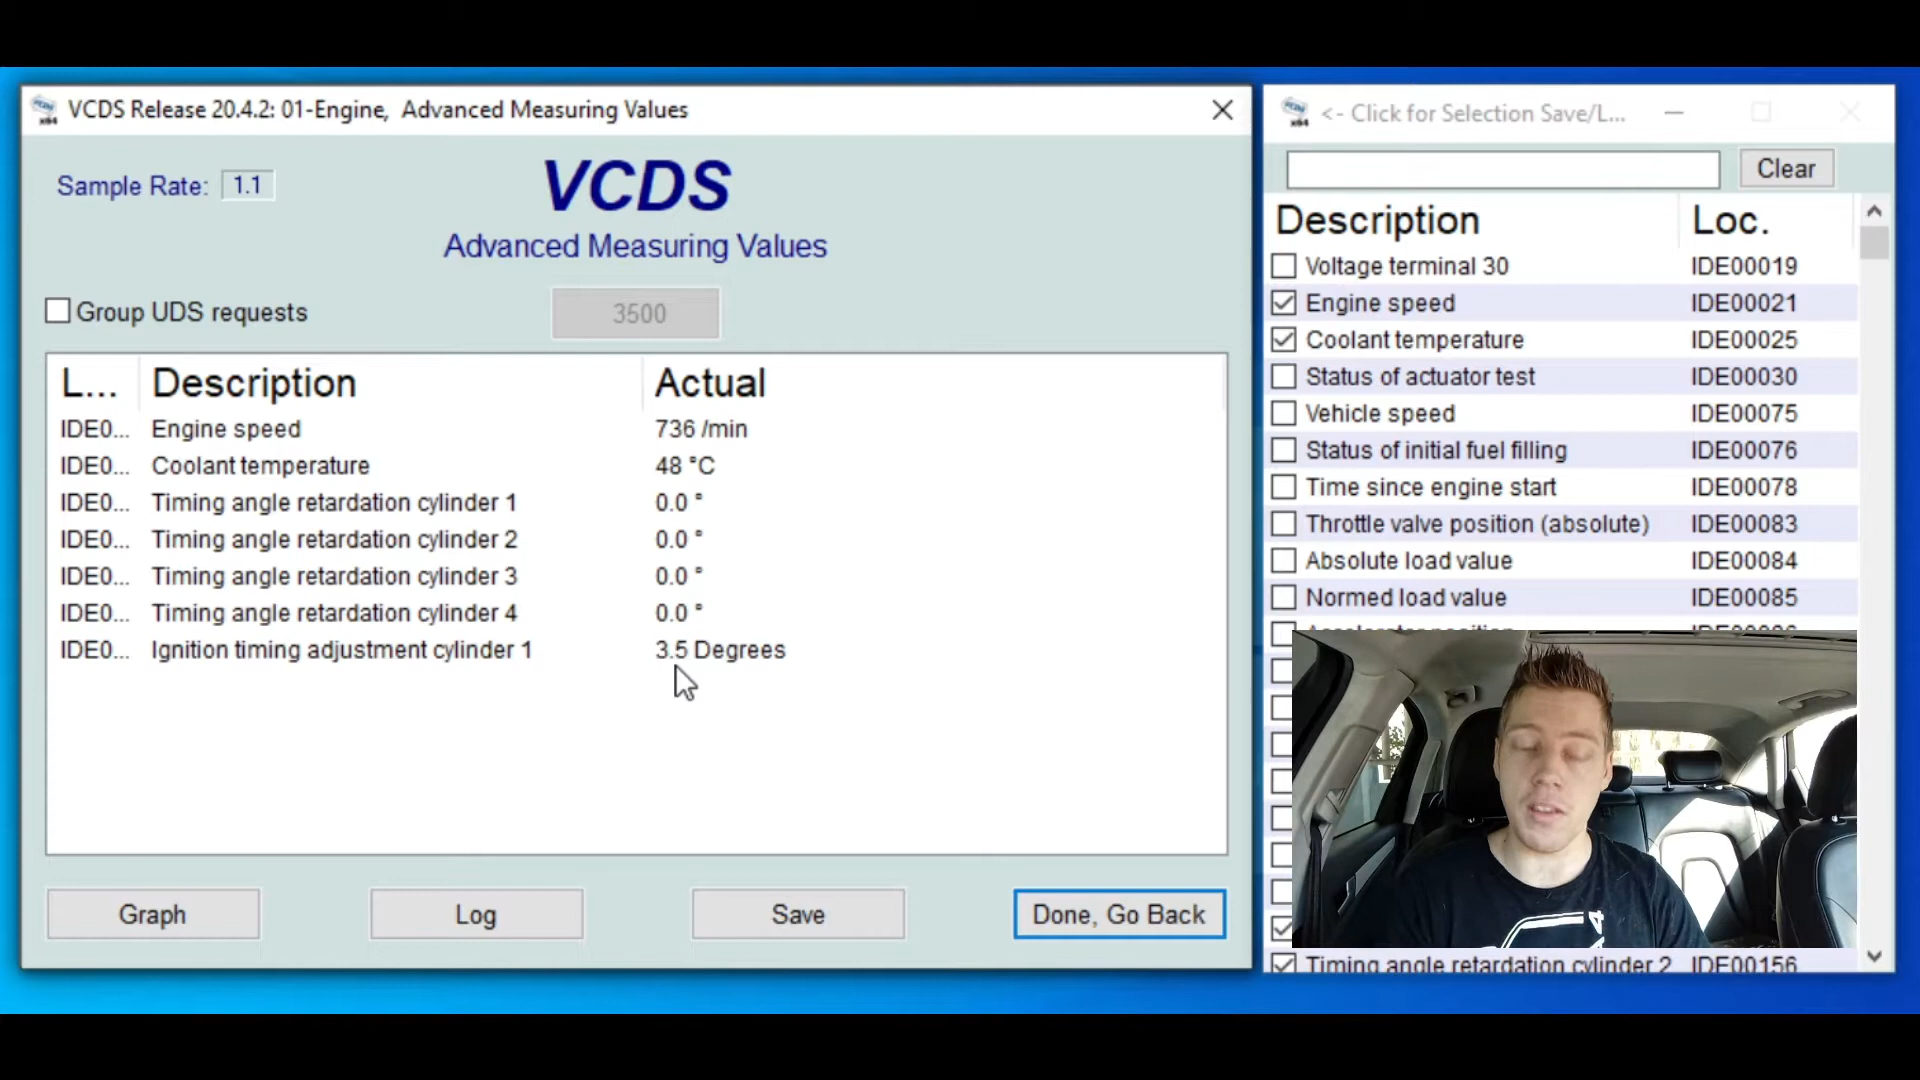 VCDS Release 20.4.2: 01-Engine, Advanced Measuring Values
Sample Rate: 1.1
VCDS
Advanced Measuring Values
Group UDS requests
3500
L... Description Actual
IDE0... Engine speed 736 /min
IDE0... Coolant temperature 48 °C
IDE0... Timing angle retardation cylinder 1 0.0 °
IDE0... Timing angle retardation cylinder 2 0.0 °
IDE0... Timing angle retardation cylinder 3 0.0 °
IDE0... Timing angle retardation cylinder 4 0.0 °
IDE0... Ignition timing adjustment cylinder 1 3.5 Degrees
Graph
Log
Save
Done, Go Back
<- Click for Selection Save/L...
Clear
Description Loc.
Voltage terminal 30 IDE00019
Engine speed IDE00021
Coolant temperature IDE00025
Status of actuator test IDE00030
Vehicle speed IDE00075
Status of initial fuel filling IDE00076
Time since engine start IDE00078
Throttle valve position (absolute) IDE00083
Absolute load value IDE00084
Normed load value IDE00085
Timing angle retardation cylinder 2 IDE00156